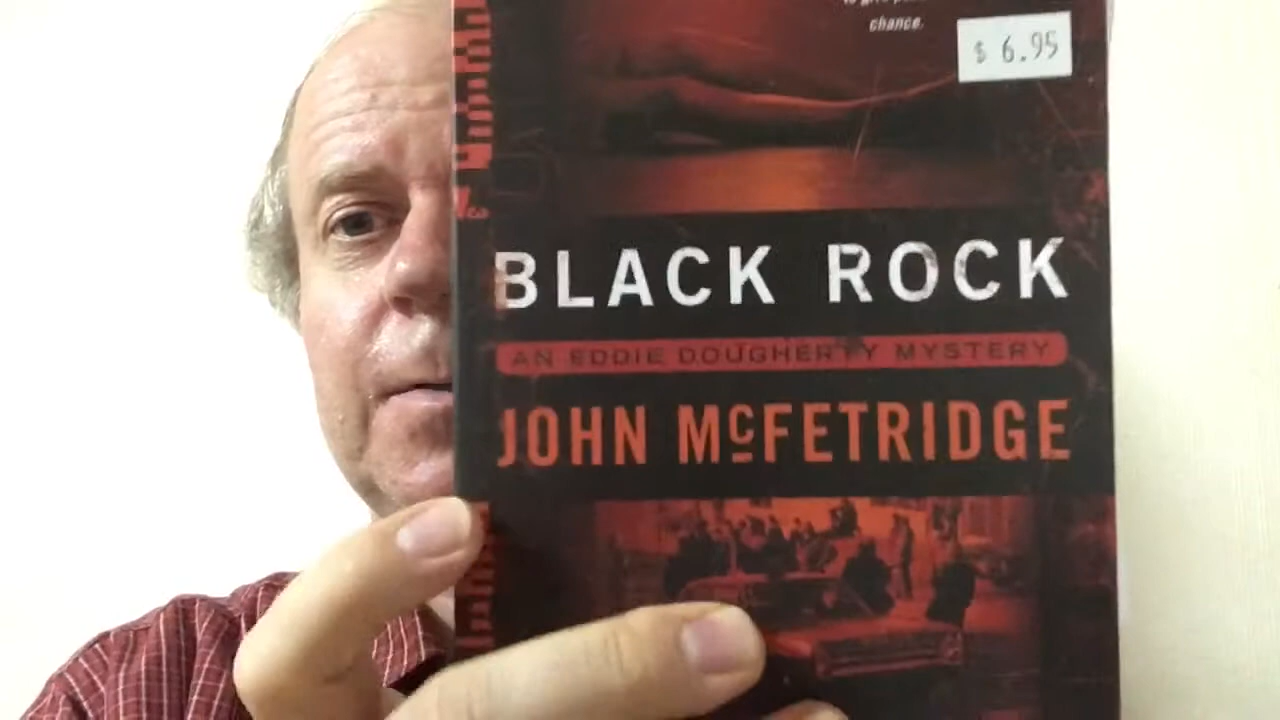 chance.
$ 6.95
BLACK ROCK
AN EDDIE DOUGHERTY MYSTERY
JOHN McFETRIDGE